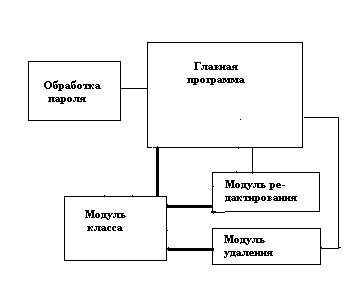 Главная
программа
Обработка
пароля
Модуль ре-
дактирования
Модуль
класса
Модуль
удаления